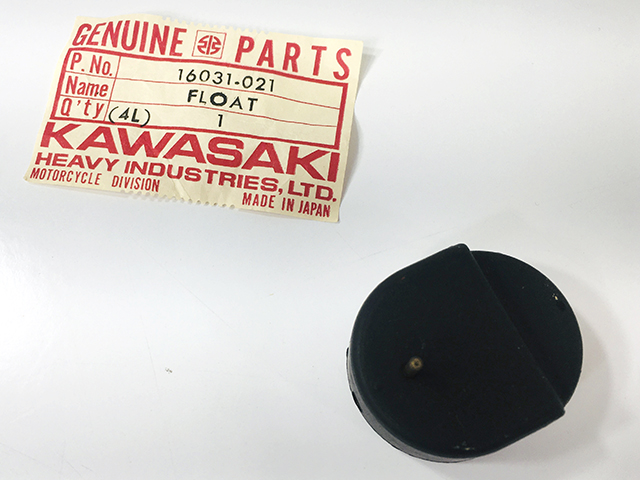 GENUINE PARTS
P. No. 16031-021
Name FLOAT
Q'ty (4L) 1
KAWASAKI
HEAVY INDUSTRIES, LTD.
MOTORCYCLE DIVISION MADE IN JAPAN